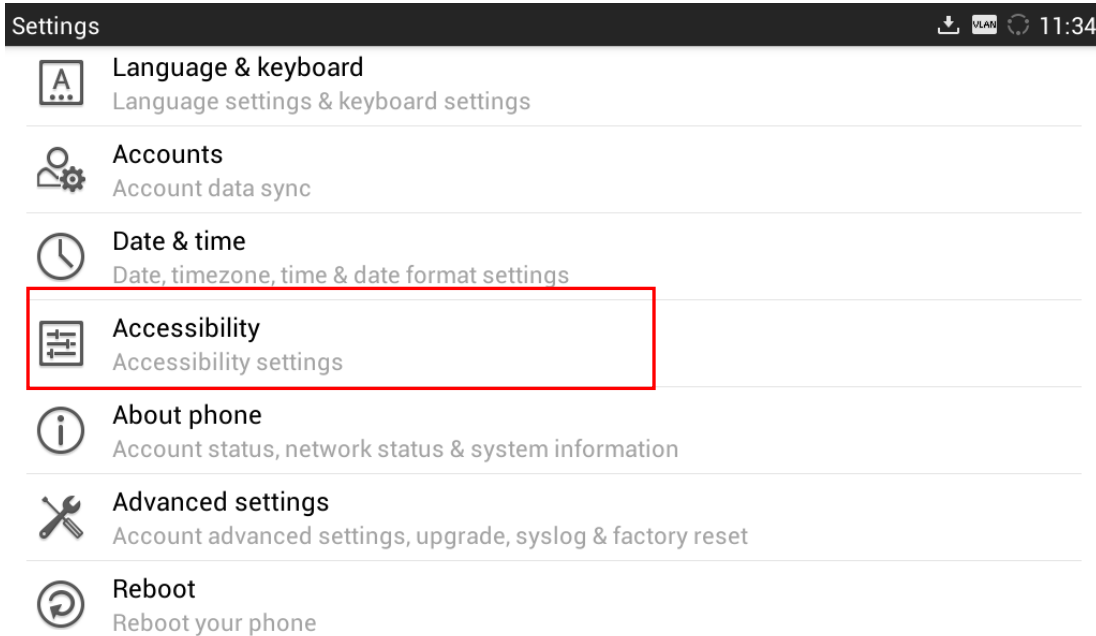 Settings
VLAN
11:34
A
Language & keyboard
Language settings & keyboard settings
Accounts
Account data sync
Date & time
Date, timezone, time & date format settings
Accessibility
Accessibility settings
About phone
Account status, network status & system information
Advanced settings
Account advanced settings, upgrade, syslog & factory reset
Reboot
Reboot your phone